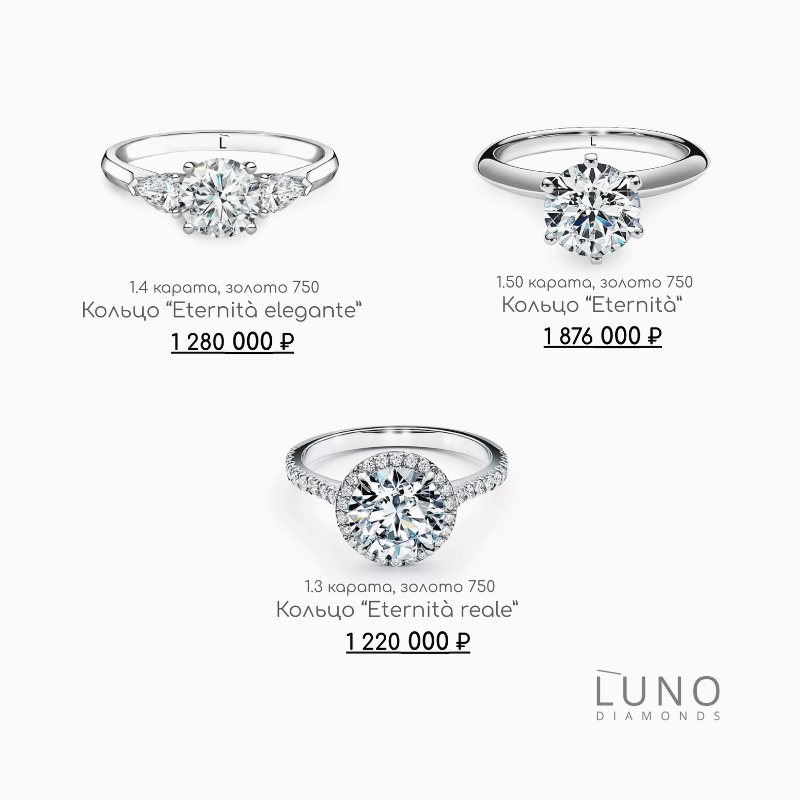 L
1.4 карата, золото 750
Кольцо “Eternità elegante”
1 280 000 ₽
L
1.50 карата, золото 750
Кольцо “Eternità”
1 876 000 ₽
1.3 карата, золото 750
Кольцо “Eternità reale”
1 220 000 ₽
LUNO
DIAMONDS